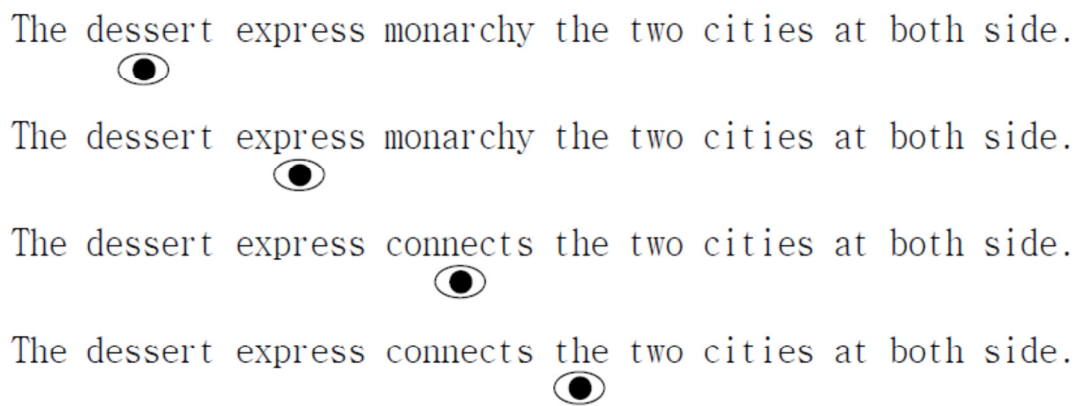 The dessert express monarchy the two cities at both side.
The dessert express monarchy the two cities at both side.
The dessert express connects the two cities at both side.
The dessert express connects the two cities at both side.